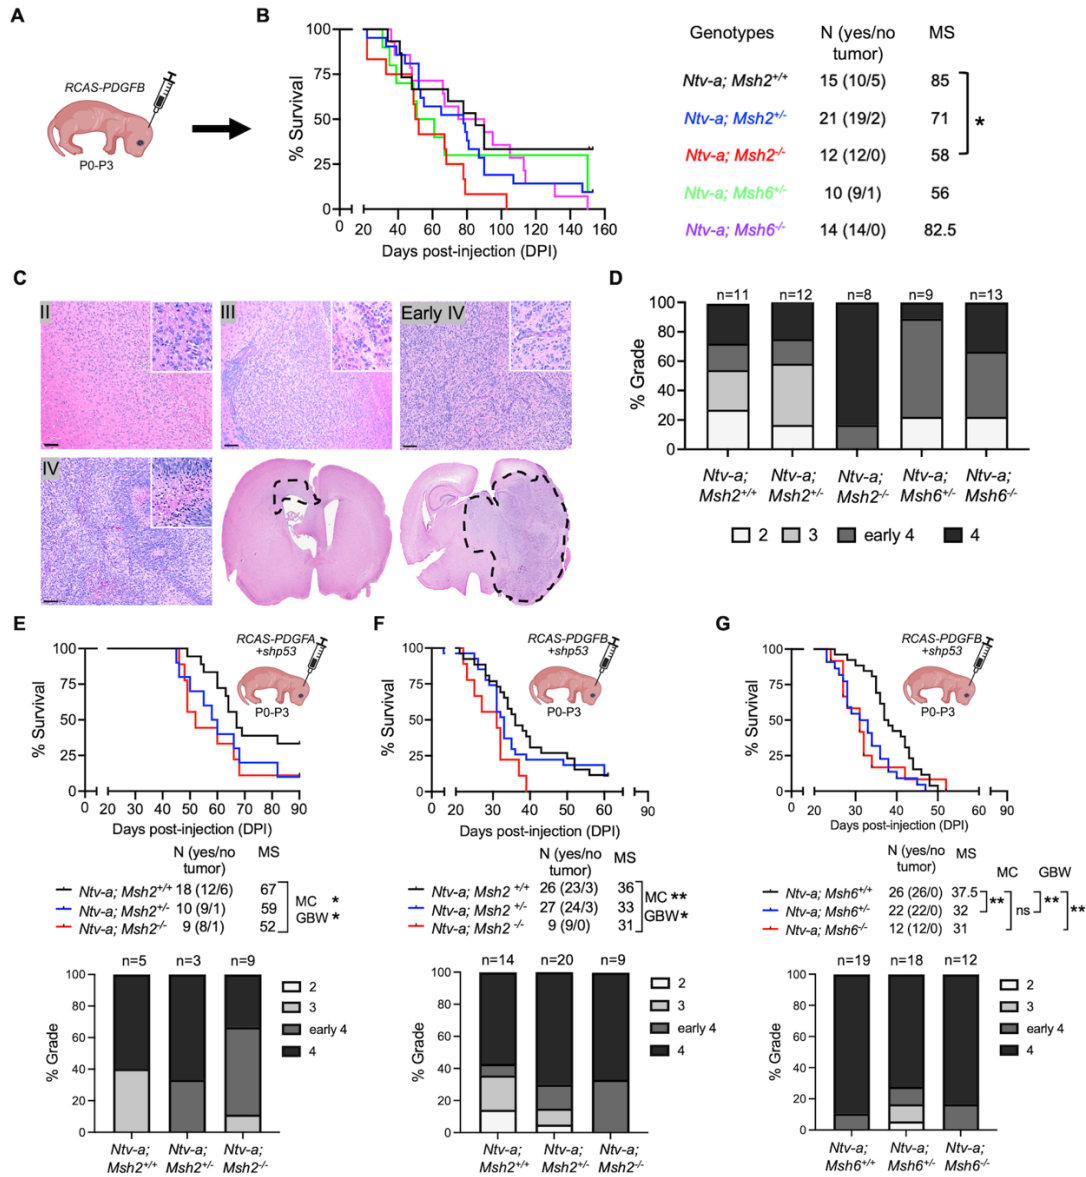 A
RCAS-PDGFB
P0-P3
B
% Survival
100
75
50
25
0
0 20 40 60 80 100 120 140 160
Days post-injection (DPI)
Genotypes N (yes/no tumor) MS
Ntv-a; Msh2+/+ 15 (10/5) 85
Ntv-a; Msh2+/- 21 (19/2) 71
Ntv-a; Msh2-/- 12 (12/0) 58
*
Ntv-a; Msh6+/- 10 (9/1) 56
Ntv-a; Msh6-/- 14 (14/0) 82.5
C
II
III
Early IV
IV
D
% Grade
100
80
60
40
20
0
n=11 n=12 n=8 n=9 n=13
Ntv-a; Ntv-a; Ntv-a; Ntv-a; Ntv-a;
Msh2+/+ Msh2+/- Msh2-/- Msh6+/- Msh6-/-
2 3 early 4 4
E
RCAS-PDGFA
+shp53
P0-P3
% Survival
100
75
50
25
0
0 20 30 40 50 60 70 80 90
Days post-injection (DPI)
N (yes/no MS
tumor)
Ntv-a; Msh2+/+ 18 (12/6) 67
Ntv-a; Msh2+/- 10 (9/1) 59
Ntv-a; Msh2-/- 9 (8/1) 52
MC *
GBW *
n=5 n=3 n=9
% Grade
100
80
60
40
20
0
Ntv-a; Ntv-a; Ntv-a;
Msh2+/+ Msh2+/- Msh2-/-
2
3
early 4
4
F
RCAS-PDGFB
+shp53
P0-P3
% Survival
100
75
50
25
0
0 20 30 40 50 60 90
Days post-injection (DPI)
N (yes/no MS
tumor)
Ntv-a; Msh2 +/+ 26 (23/3) 36
Ntv-a; Msh2 +/- 27 (24/3) 33
Ntv-a; Msh2 -/- 9 (9/0) 31
MC **
GBW *
n=14 n=20 n=9
% Grade
100
80
60
40
20
0
Ntv-a; Ntv-a; Ntv-a;
Msh2+/+ Msh2+/- Msh2-/-
2
3
early 4
4
G
RCAS-PDGFB
+shp53
P0-P3
% Survival
100
75
50
25
0
0 20 30 40 50 60 90
Days post-injection (DPI)
N (yes/no MS MC GBW
tumor)
Ntv-a; Msh6+/+ 26 (26/0) 37.5
Ntv-a; Msh6+/- 22 (22/0) 32
Ntv-a; Msh6-/- 12 (12/0) 31
** ns ** **
n=19 n=18 n=12
% Grade
100
80
60
40
20
0
Ntv-a; Ntv-a; Ntv-a;
Msh6+/+ Msh6+/- Msh6-/-
2
3
early 4
4